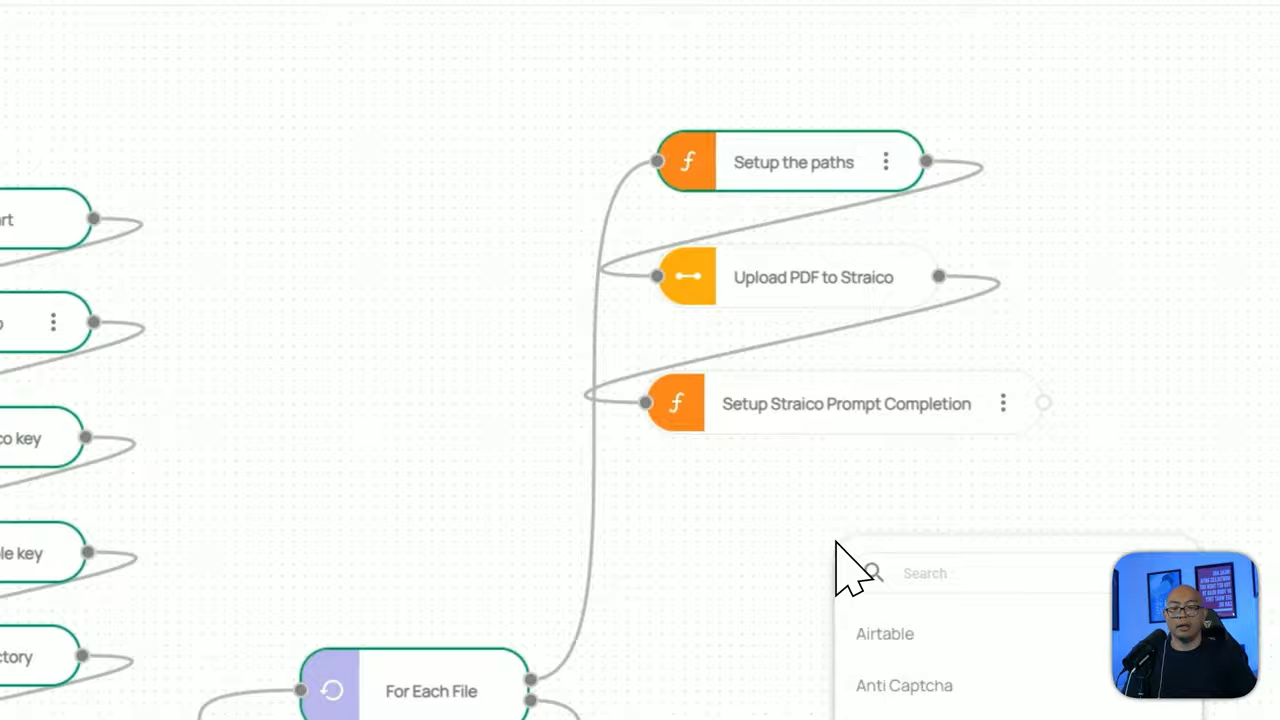 Setup the paths
art
Upload PDF to Straico
Setup Straico Prompt Completion
co key
le key
Search
Airtable
ctory
Anti Captcha
For Each File